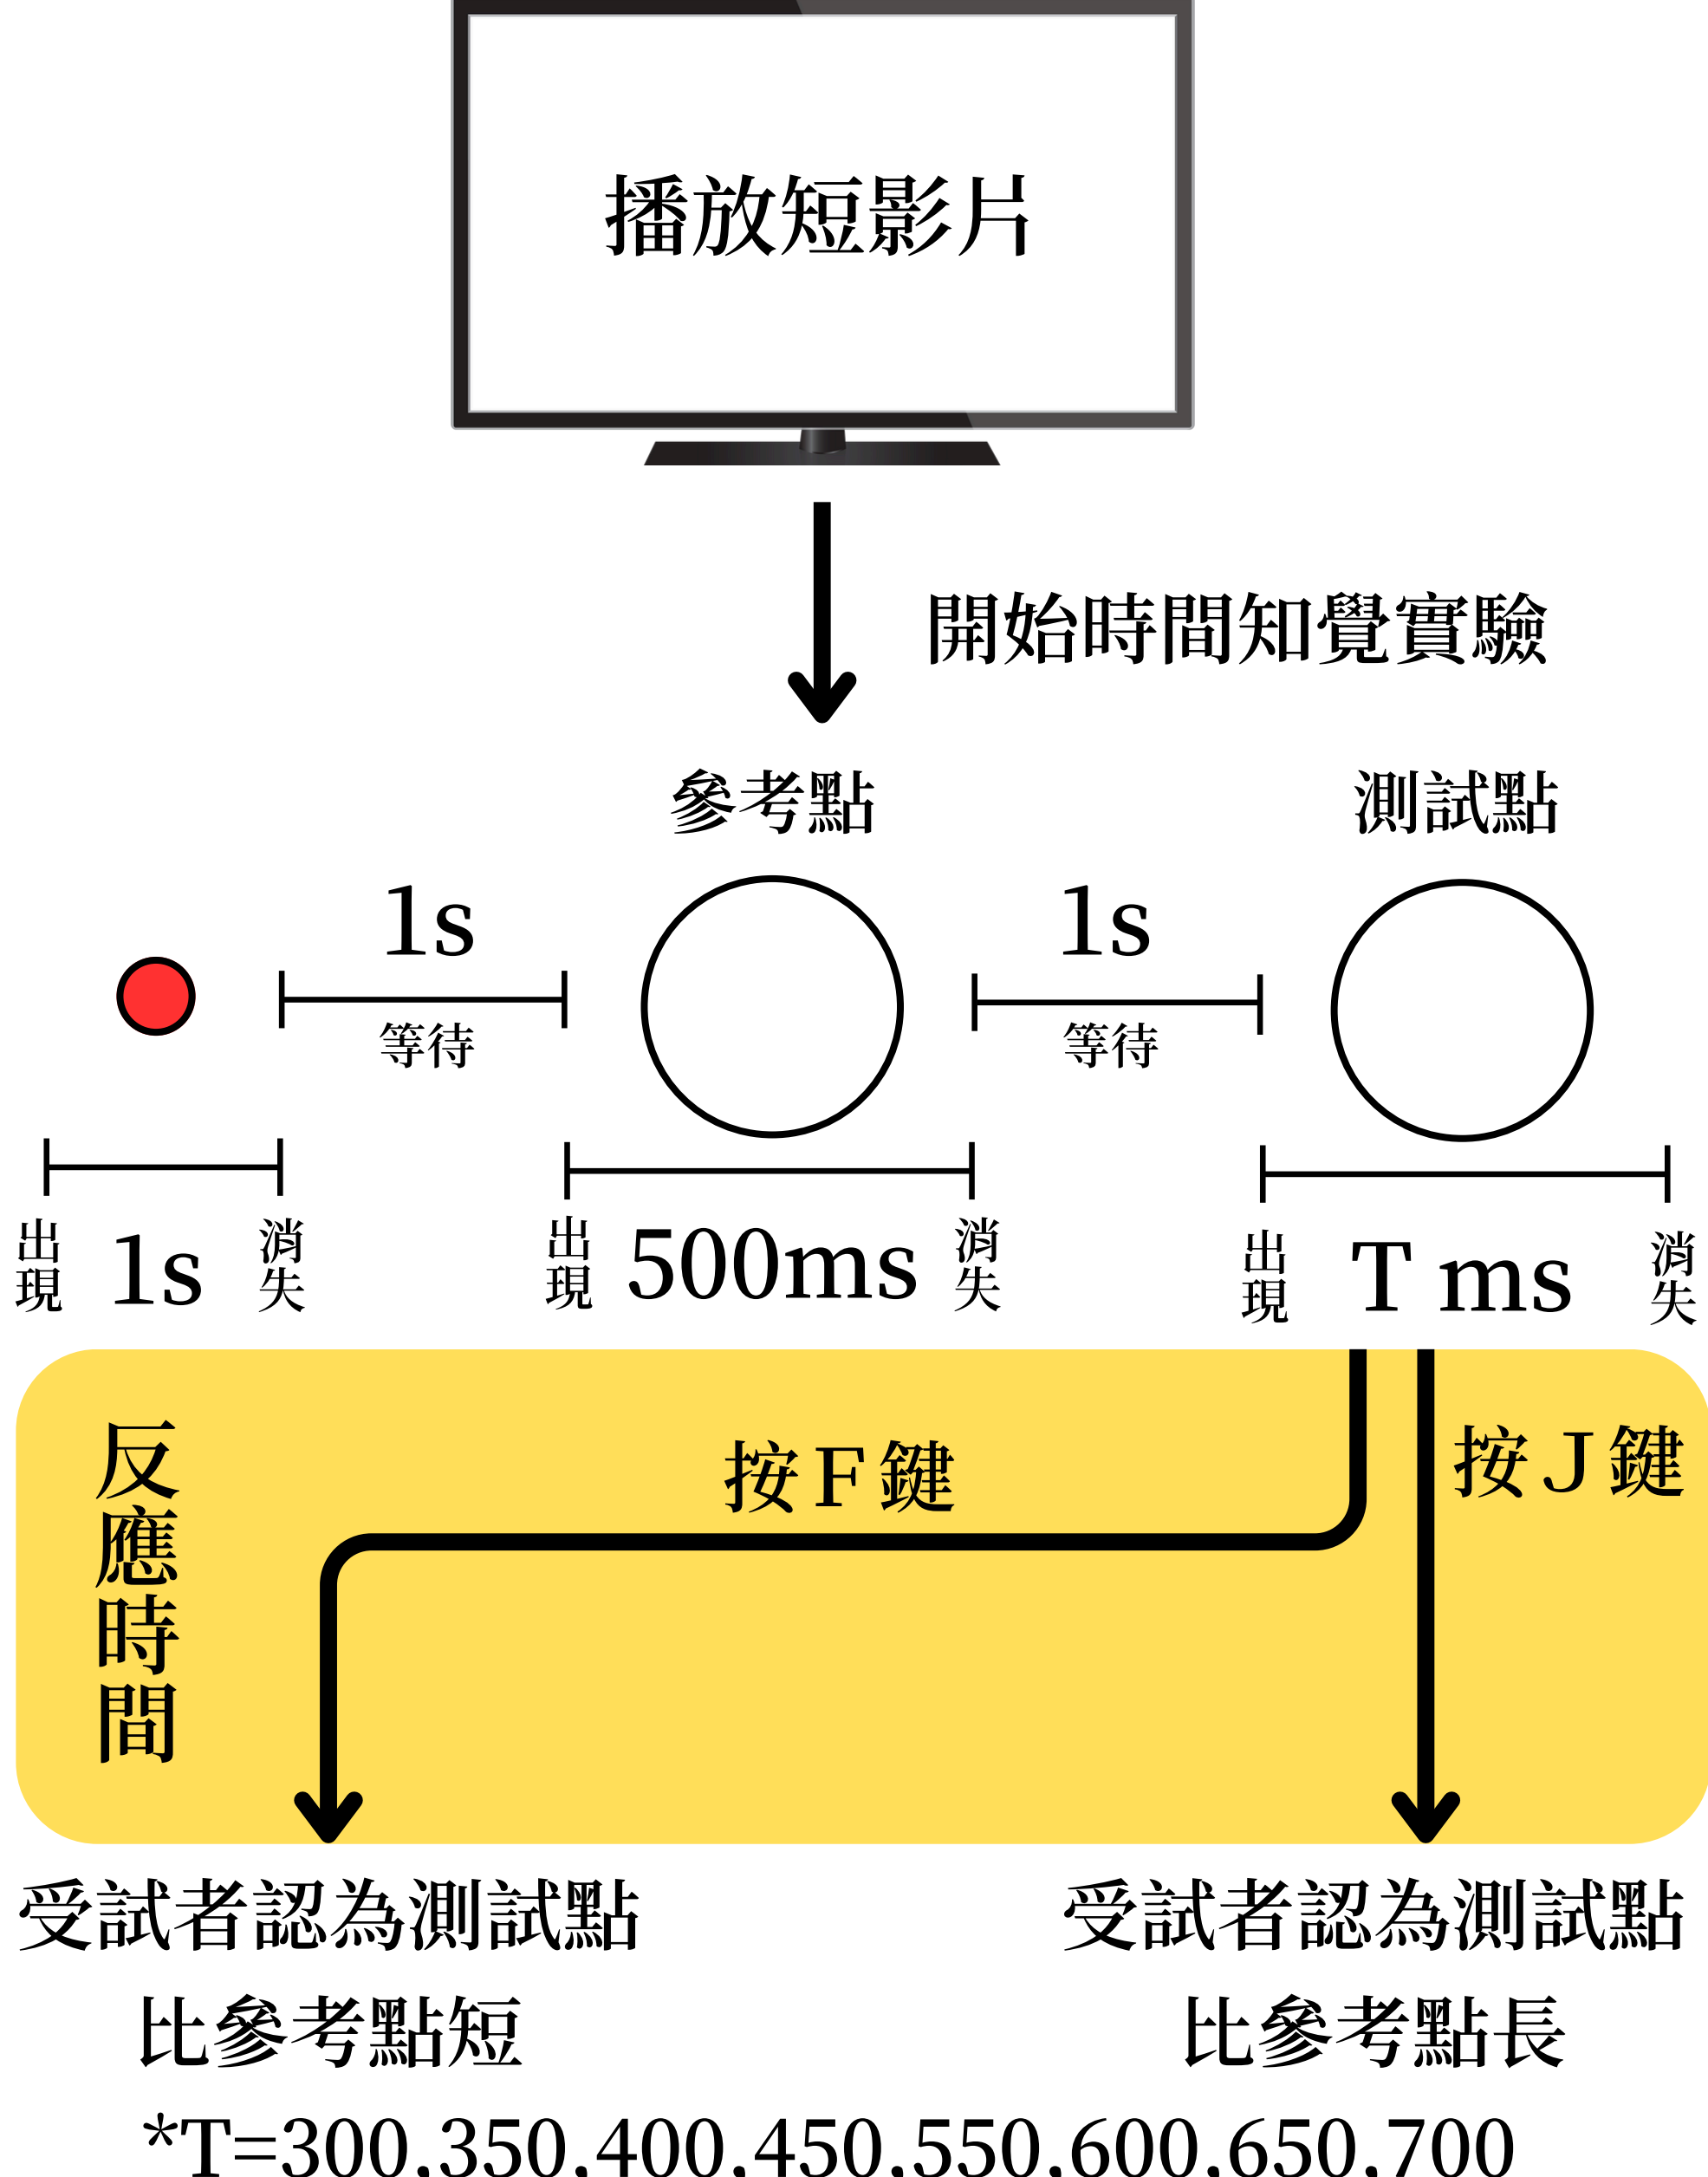 播放短影片
開始時間知覺實驗
參考點
測試點
1s
1s
等待
等待
出現
1s
消失
出現
500ms
消失
出現
T ms
消失
反應時間
按F鍵
按J鍵
受試者認為測試點
比參考點短
受試者認為測試點
比參考點長
*T=300.350.400.450.550.600.650.700